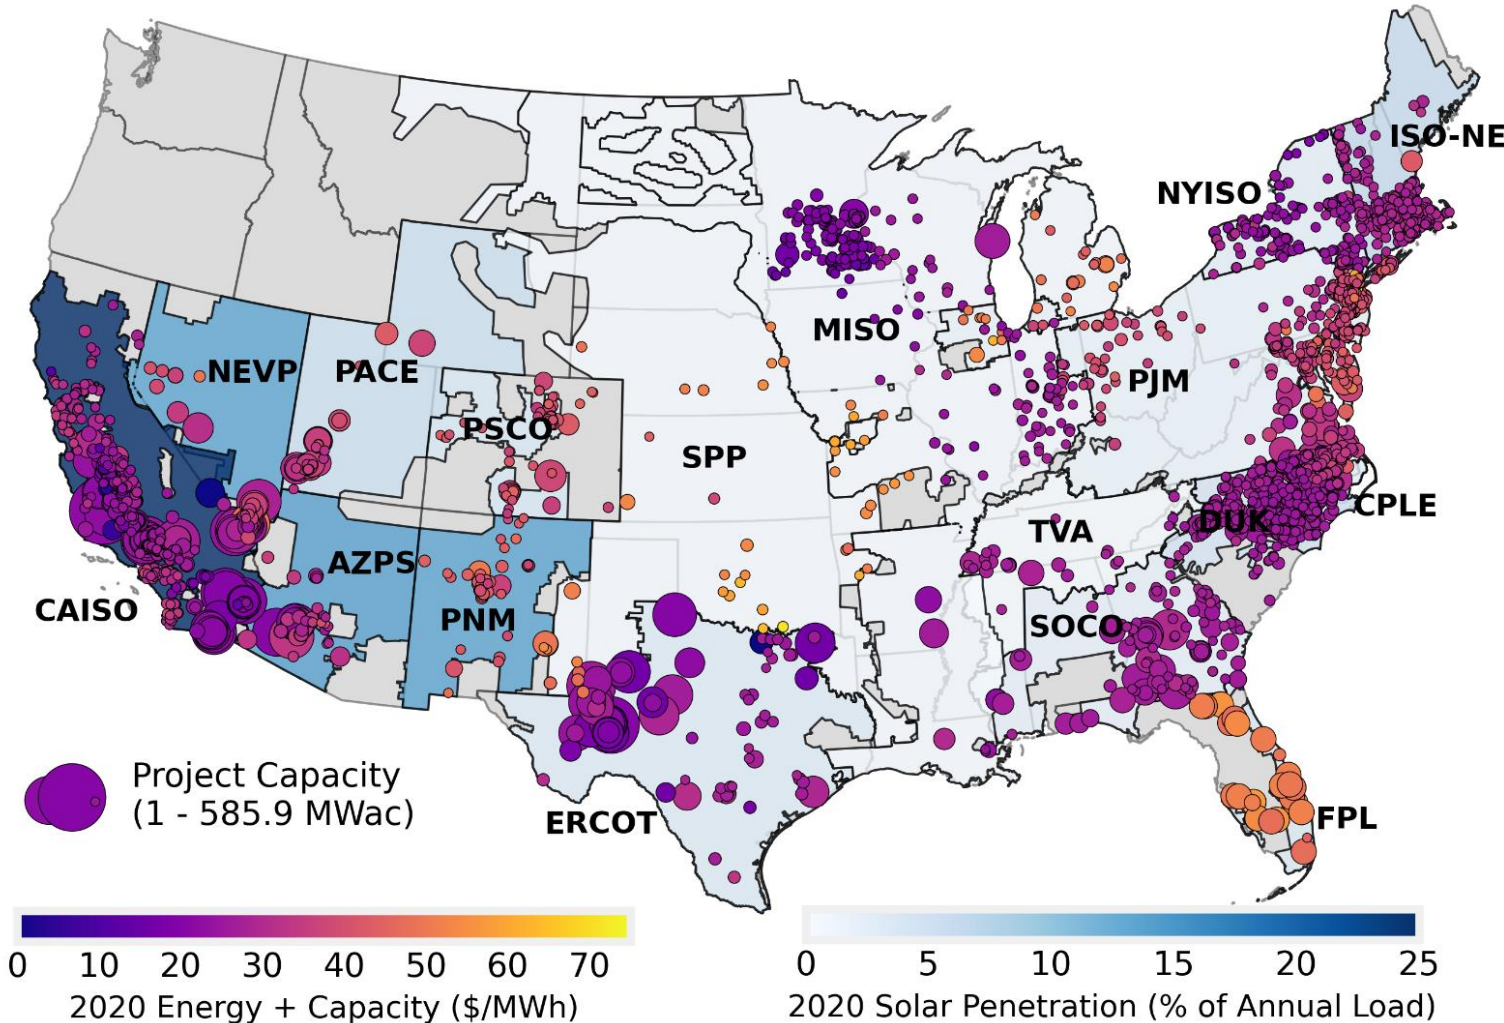 ISO-NE
NYISO
MISO
NEVP
PACE
PJM
PSCO
SPP
CPLE
DUK
TVA
AZPS
CAISO
PNM
SOCO
Project Capacity
(1 - 585.9 MWac)
ERCOT
FPL
0 10 20 30 40 50 60 70
2020 Energy + Capacity ($/MWh)
0 5 10 15 20 25
2020 Solar Penetration (% of Annual Load)